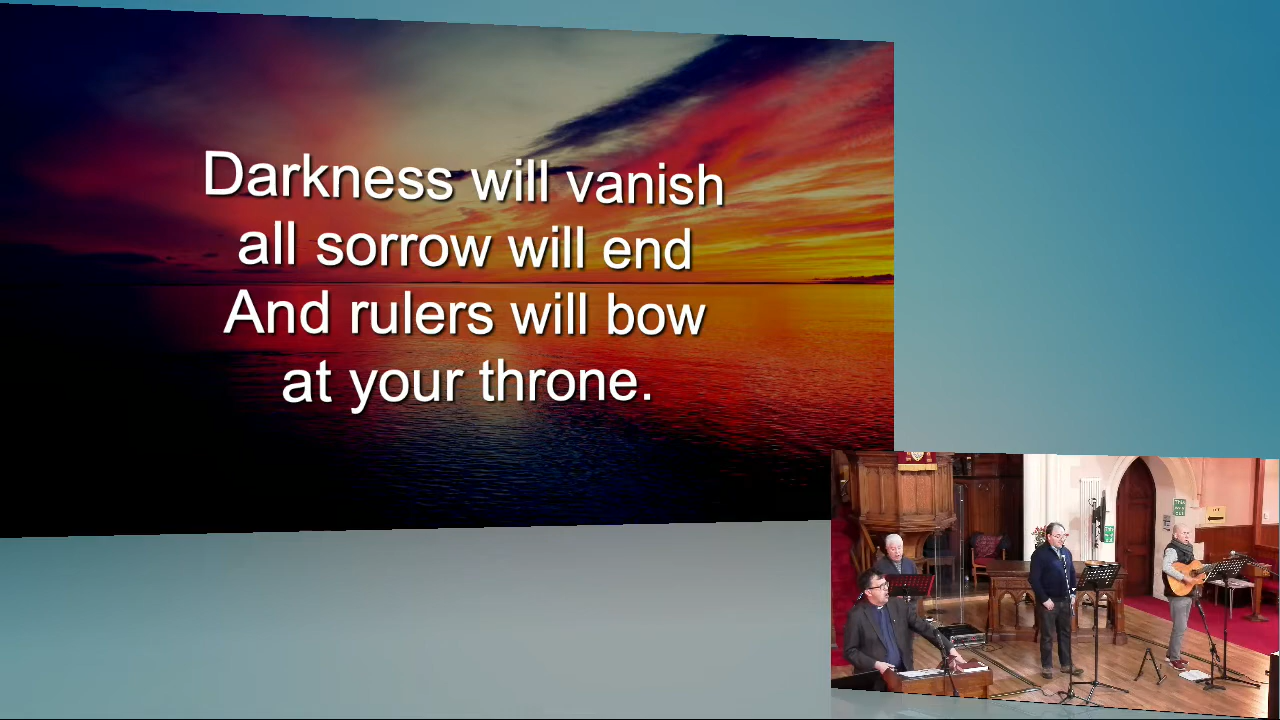 Darkness will vanish
all sorrow will end
And rulers will bow
at your throne.